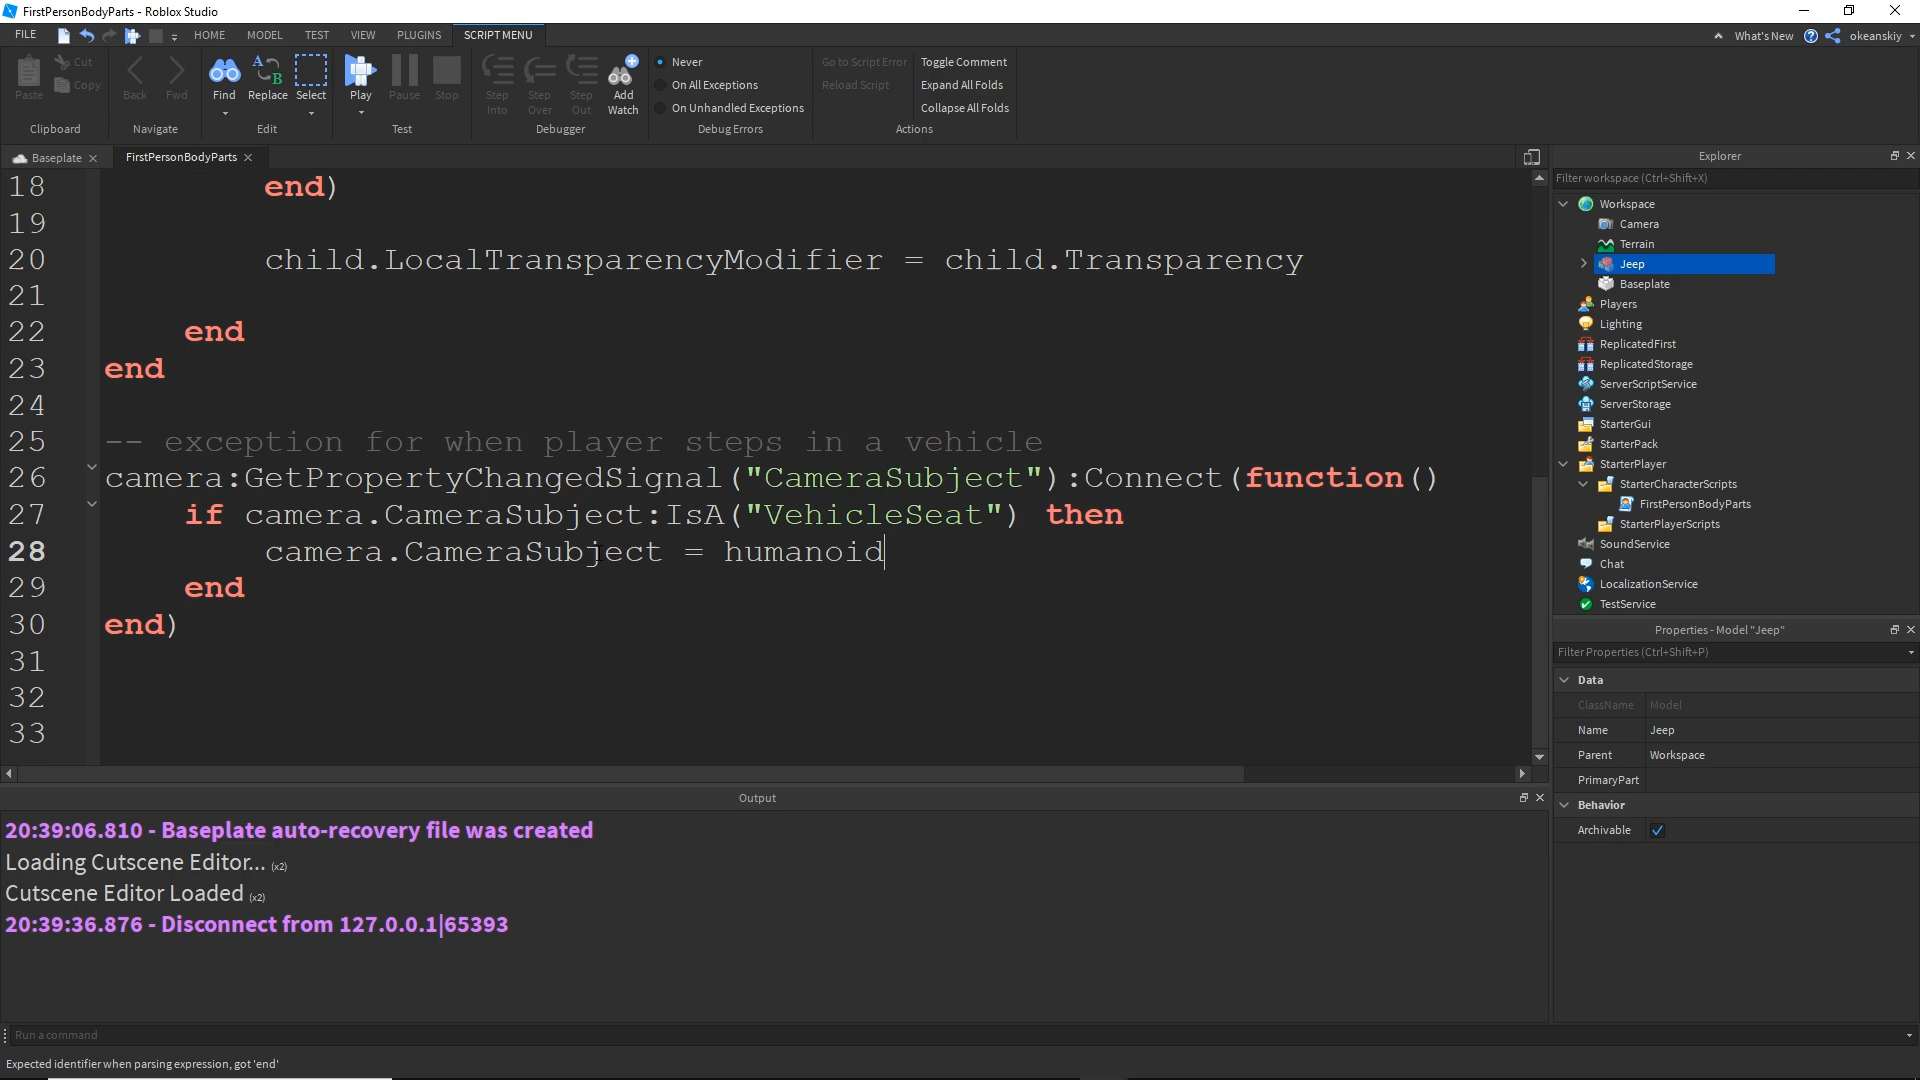 FirstPersonBodyParts - Roblox Studio
FILE HOME MODEL TEST VIEW PLUGINS SCRIPT MENU What's New okeanskiy
Paste Cut Copy Clipboard
Back Fwd Navigate
Find Replace Select Edit
Play Pause Stop Test
Step Into Step Over Step Out Add Watch Debugger
Never
On All Exceptions
On Unhandled Exceptions
Debug Errors
Go to Script Error Toggle Comment
Reload Script Expand All Folds
Collapse All Folds
Actions
Baseplate FirstPersonBodyParts
18 end)
19
20 child.LocalTransparencyModifier = child.Transparency
21
22 end
23 end
24
25 -- exception for when player steps in a vehicle
26 camera:GetPropertyChangedSignal("CameraSubject"):Connect(function()
27 if camera.CameraSubject:IsA("VehicleSeat") then
28 camera.CameraSubject = humanoid
29 end
30 end)
31
32
33
Output
20:39:06.810 - Baseplate auto-recovery file was created
Loading Cutscene Editor... (x2)
Cutscene Editor Loaded (x2)
20:39:36.876 - Disconnect from 127.0.0.1|65393
Run a command
Expected identifier when parsing expression, got 'end'
Explorer
Filter workspace (Ctrl+Shift+X)
Workspace
Camera
Terrain
Jeep
Baseplate
Players
Lighting
ReplicatedFirst
ReplicatedStorage
ServerScriptService
ServerStorage
StarterGui
StarterPack
StarterPlayer
StarterCharacterScripts
FirstPersonBodyParts
StarterPlayerScripts
SoundService
Chat
LocalizationService
TestService
Properties - Model "Jeep"
Filter Properties (Ctrl+Shift+P)
Data
ClassName Model
Name Jeep
Parent Workspace
PrimaryPart
Behavior
Archivable